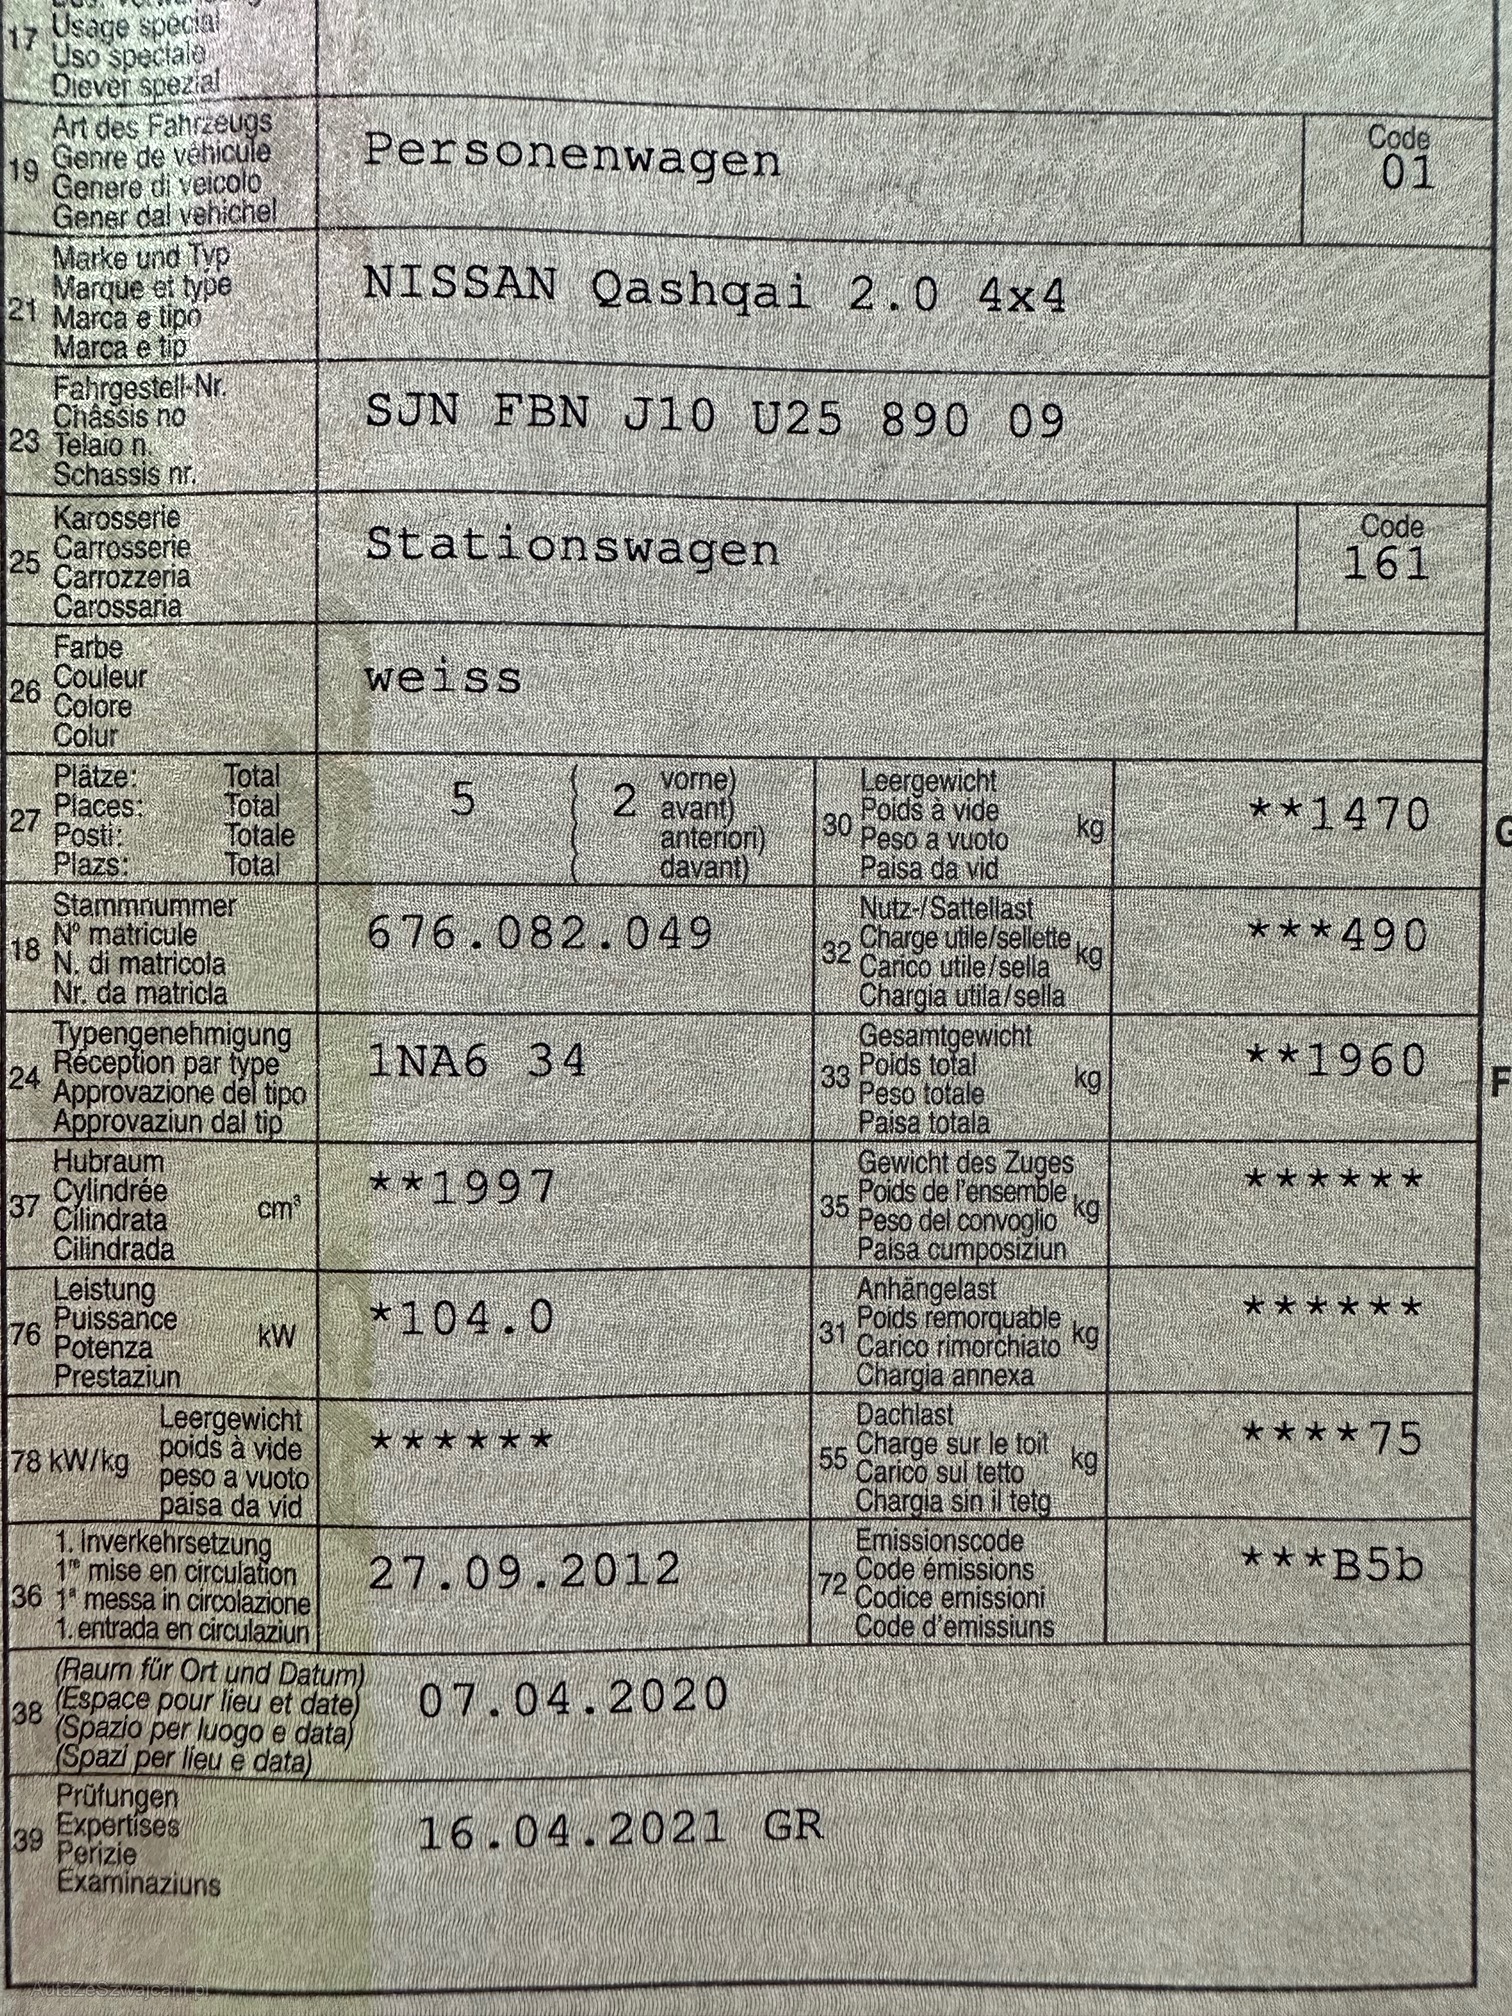 17 Usage spécial
Uso speciale
Diever spezial
19 Art des Fahrzeugs
Genre de véhicule
Genere di veicolo
Gener dal vehichel
Personenwagen
Code
01
21 Marke und Typ
Marque et type
Marca e tipo
Marca e tip
NISSAN Qashqai 2.0 4x4
23 Fahrgestell-Nr.
Châssis no
Telaio n.
Schassis nr.
SJN FBN J10 U25 890 09
25 Karosserie
Carrosserie
Carrozzeria
Carossaria
Stationswagen
Code
161
26 Farbe
Couleur
Colore
Colur
weiss
27 Plätze: Total
Places: Total
Posti: Totale
Plazs: Total
5 ( 2 vorne)
avant)
anteriori)
davant)
30 Leergewicht
Poids à vide
Peso a vuoto
Paisa da vid
kg
**1470
G
18 Stammnummer
N° matricule
N. di matricola
Nr. da matricla
676.082.049
32 Nutz-/Sattellast
Charge utile/sellette
Carico utile/sella
Chargia utila/sella
kg
***490
24 Typengenehmigung
Réception par type
Approvazione del tipo
Approvaziun dal tip
1NA6 34
33 Gesamtgewicht
Poids total
Peso totale
Paisa totala
kg
**1960
F
37 Hubraum
Cylindrée
Cilindrata
Cilindrada
cm³
**1997
35 Gewicht des Zuges
Poids de l'ensemble
Peso del convoglio
Paisa cumposiziun
kg
******
76 Leistung
Puissance
Potenza
Prestaziun
kW
*104.0
31 Anhängelast
Poids remorquable
Carico rimorchiato
Chargia annexa
kg
******
78 kW/kg Leergewicht
poids à vide
peso a vuoto
paisa da vid
******
55 Dachlast
Charge sur le toit
Carico sul tetto
Chargia sin il tetg
kg
****75
36 1. Inverkehrsetzung
1re mise en circulation
1a messa in circolazione
1. entrada en circulaziun
27.09.2012
72 Emissionscode
Code émissions
Codice emissioni
Code d'emissiuns
***B5b
38 (Raum für Ort und Datum)
(Espace pour lieu et date)
(Spazio per luogo e data)
(Spazi per lieu e data)
07.04.2020
39 Prüfungen
Expertises
Perizie
Examinaziuns
16.04.2021 GR
AutaZeSzwajcarii.pl